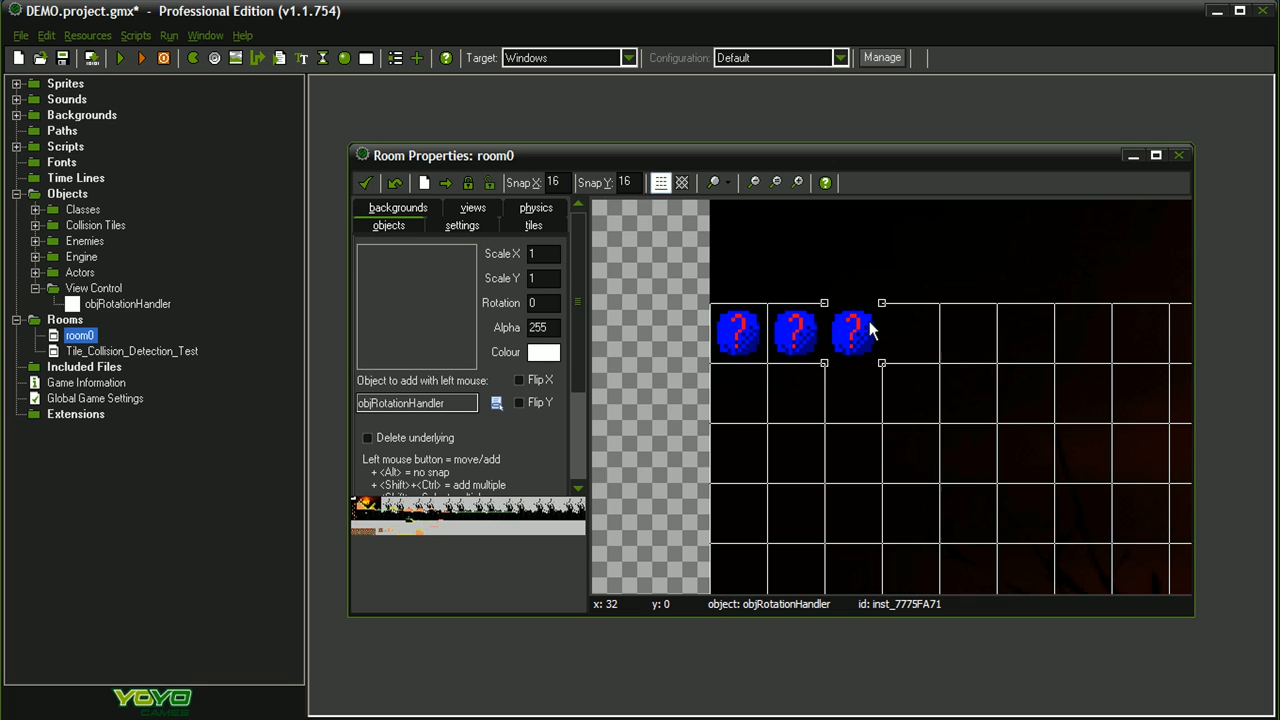 DEMO.project.gmx* - Professional Edition (v1.1.754)
File Edit Resources Scripts Run Window Help
Target: Windows Configuration: Default Manage
Sprites
Sounds
Backgrounds
Paths
Scripts
Fonts
Time Lines
Objects
Classes
Collision Tiles
Enemies
Engine
Actors
View Control
objRotationHandler
Rooms
room0
Tile_Collision_Detection_Test
Included Files
Game Information
Global Game Settings
Extensions
YOYO
GAMES
Room Properties: room0
Snap X: 16 Snap Y: 16
backgrounds views physics
objects settings tiles
Scale X 1
Scale Y 1
Rotation 0
Alpha 255
Colour
Object to add with left mouse: Flip X
objRotationHandler Flip Y
Delete underlying
Left mouse button = move/add
+ <Alt> = no snap
+ <Shift>+<Ctrl> = add multiple
? ? ?
x: 32 y: 0 object: objRotationHandler id: inst_7775FA71